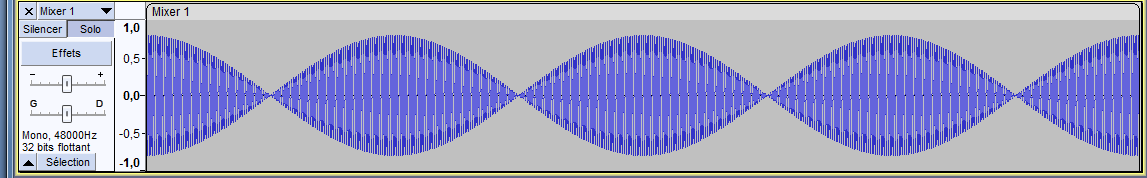 Mixer 1
Mixer 1
Silencer Solo
Effets
- +
G D
Mono, 48000Hz
32 bits flottant
Sélection
1,0
0,5-
0,0-
-0,5-
-1,0